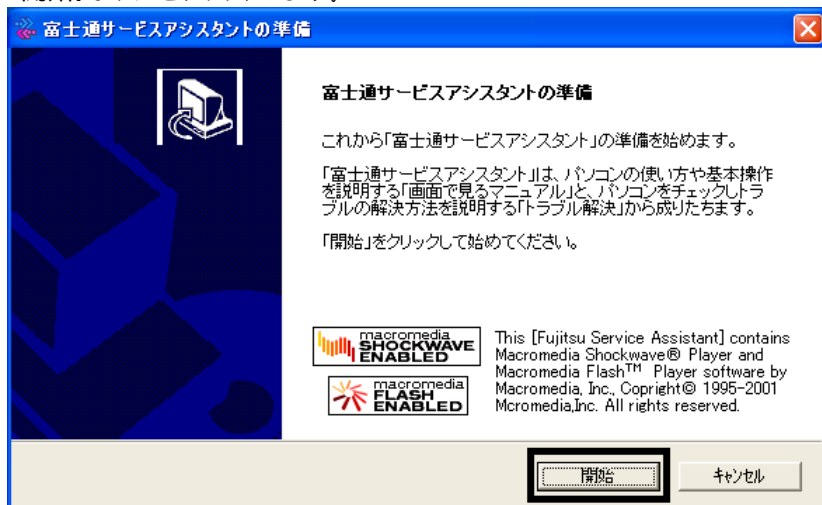 富士通サービスアシスタントの準備
富士通サービスアシスタントの準備
これから「富士通サービスアシスタント」の準備を始めます。
「富士通サービスアシスタント」は、パソコンの使い方や基本操作
を説明する「画面で見るマニュアル」と、パソコンをチェックしトラ
ブルの解決方法を説明する「トラブル解決」から成りたちます。
「開始」をクリックして始めてください。
macromedia
SHOCKWAVE
ENABLED
macromedia
FLASH
ENABLED
This [Fujitsu Service Assistant] contains
Macromedia Shockwave® Player and
Macromedia Flash™ Player software by
Macromedia, Inc., Copright© 1995-2001
Mcromedia,Inc. All rights reserved.
開始
キャンセル